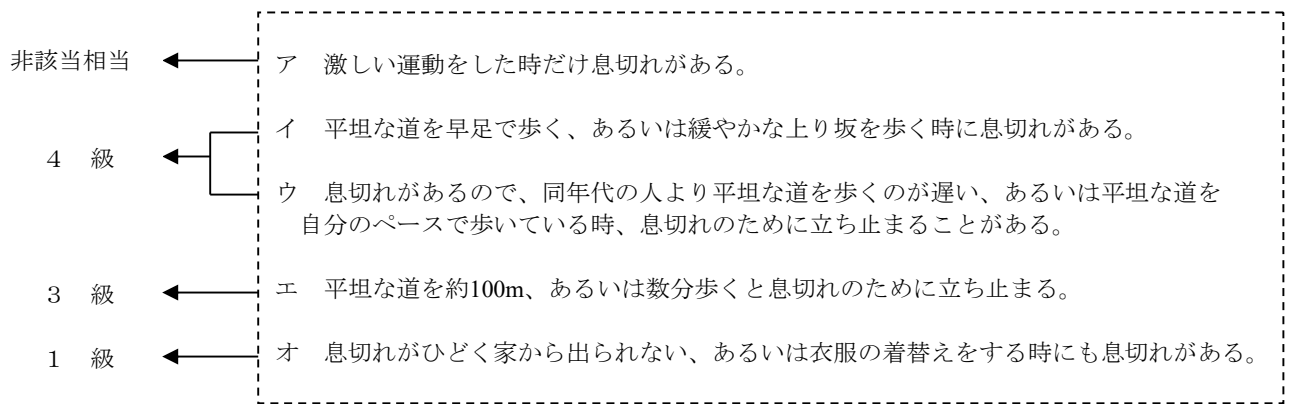 非該当相当
ア 激しい運動をした時だけ息切れがある。
イ 平坦な道を早足で歩く、あるいは緩やかな上り坂を歩く時に息切れがある。
4 級
ウ 息切れがあるので、同年代の人より平坦な道を歩くのが遅い、あるいは平坦な道を
自分のペースで歩いている時、息切れのために立ち止まることがある。
3 級
エ 平坦な道を約100m、あるいは数分歩くと息切れのために立ち止まる。
1 級
オ 息切れがひどく家から出られない、あるいは衣服の着替えをする時にも息切れがある。